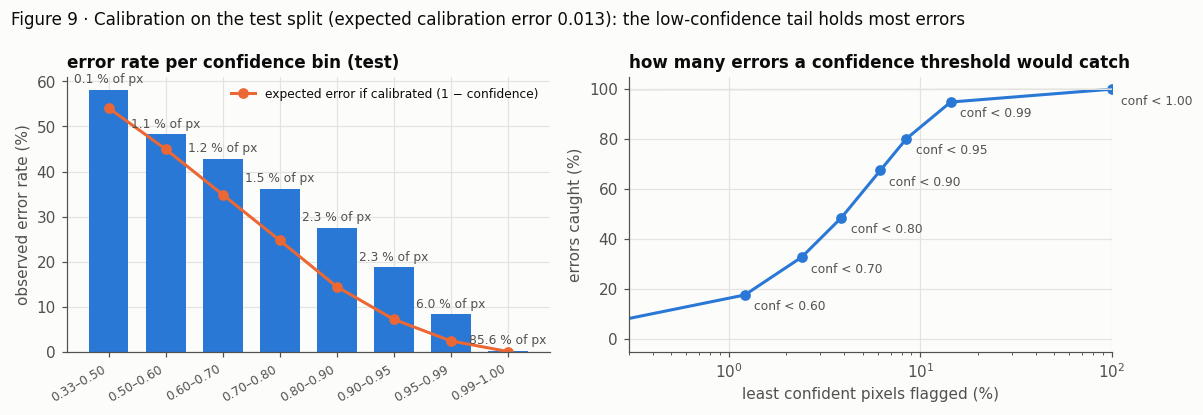 Figure 9 · Calibration on the test split (expected calibration error 0.013): the low-confidence tail holds most errors
error rate per confidence bin (test)
expected error if calibrated (1 − confidence)
observed error rate (%)
60
50
40
30
20
10
0
0.1 % of px
1.1 % of px
1.2 % of px
1.5 % of px
2.3 % of px
2.3 % of px
6.0 % of px
85.6 % of px
0.33–0.50
0.50–0.60
0.60–0.70
0.70–0.80
0.80–0.90
0.90–0.95
0.95–0.99
0.99–1.00
how many errors a confidence threshold would catch
errors caught (%)
100
80
60
40
20
0
conf < 1.00
conf < 0.99
conf < 0.95
conf < 0.90
conf < 0.80
conf < 0.70
conf < 0.60
10⁰
10¹
10²
least confident pixels flagged (%)